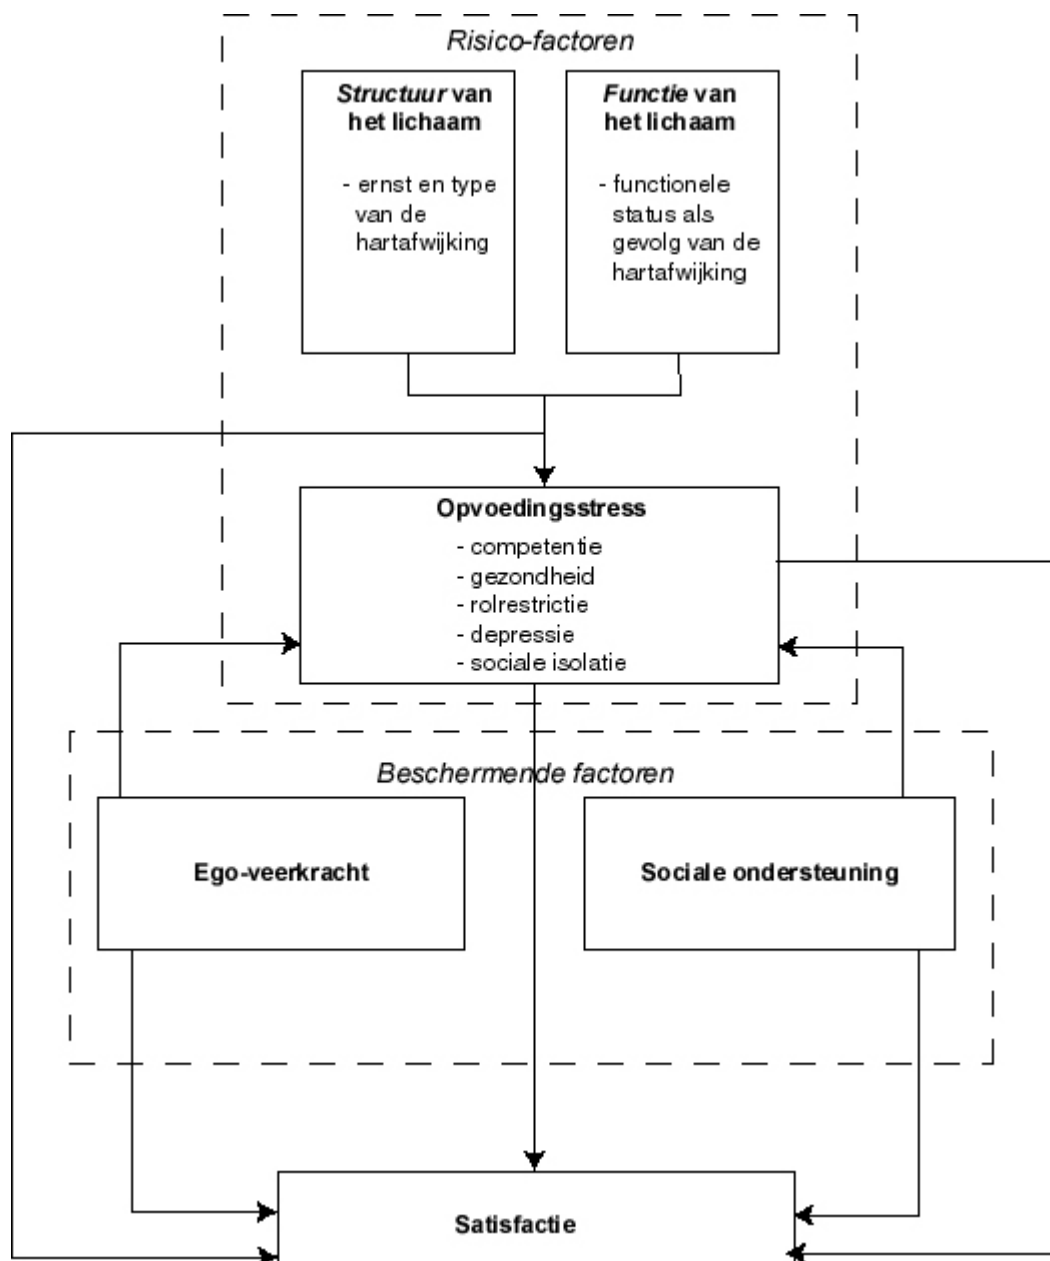 Risico-factoren
Structuur van
het lichaam
- ernst en type
van de
hartafwijking
Functie van
het lichaam
- functionele
status als
gevolg van de
hartafwijking
Opvoedingsstress
- competentie
- gezondheid
- rolrestrictie
- depressie
- sociale isolatie
Beschermende factoren
Ego-veerkracht
Sociale ondersteuning
Satisfactie